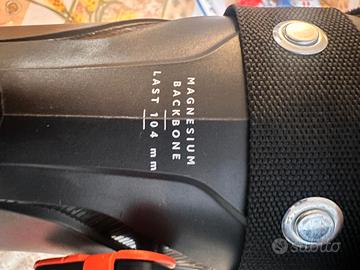 MAGNESIUM
BACKBONE
LAST 104 mm
subito